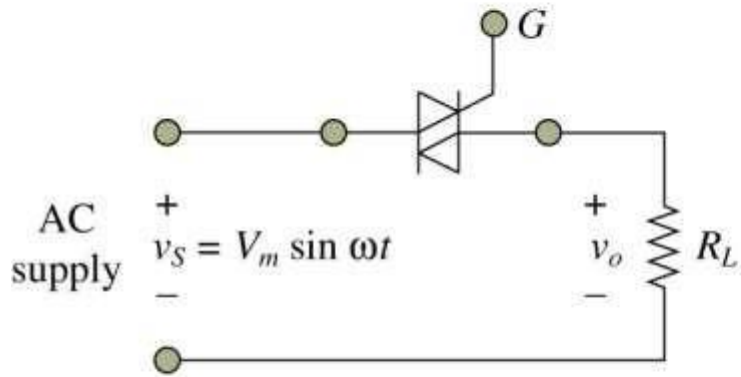 G
AC
supply
+
v_S = V_m sin ωt
−
+
v_o
−
R_L